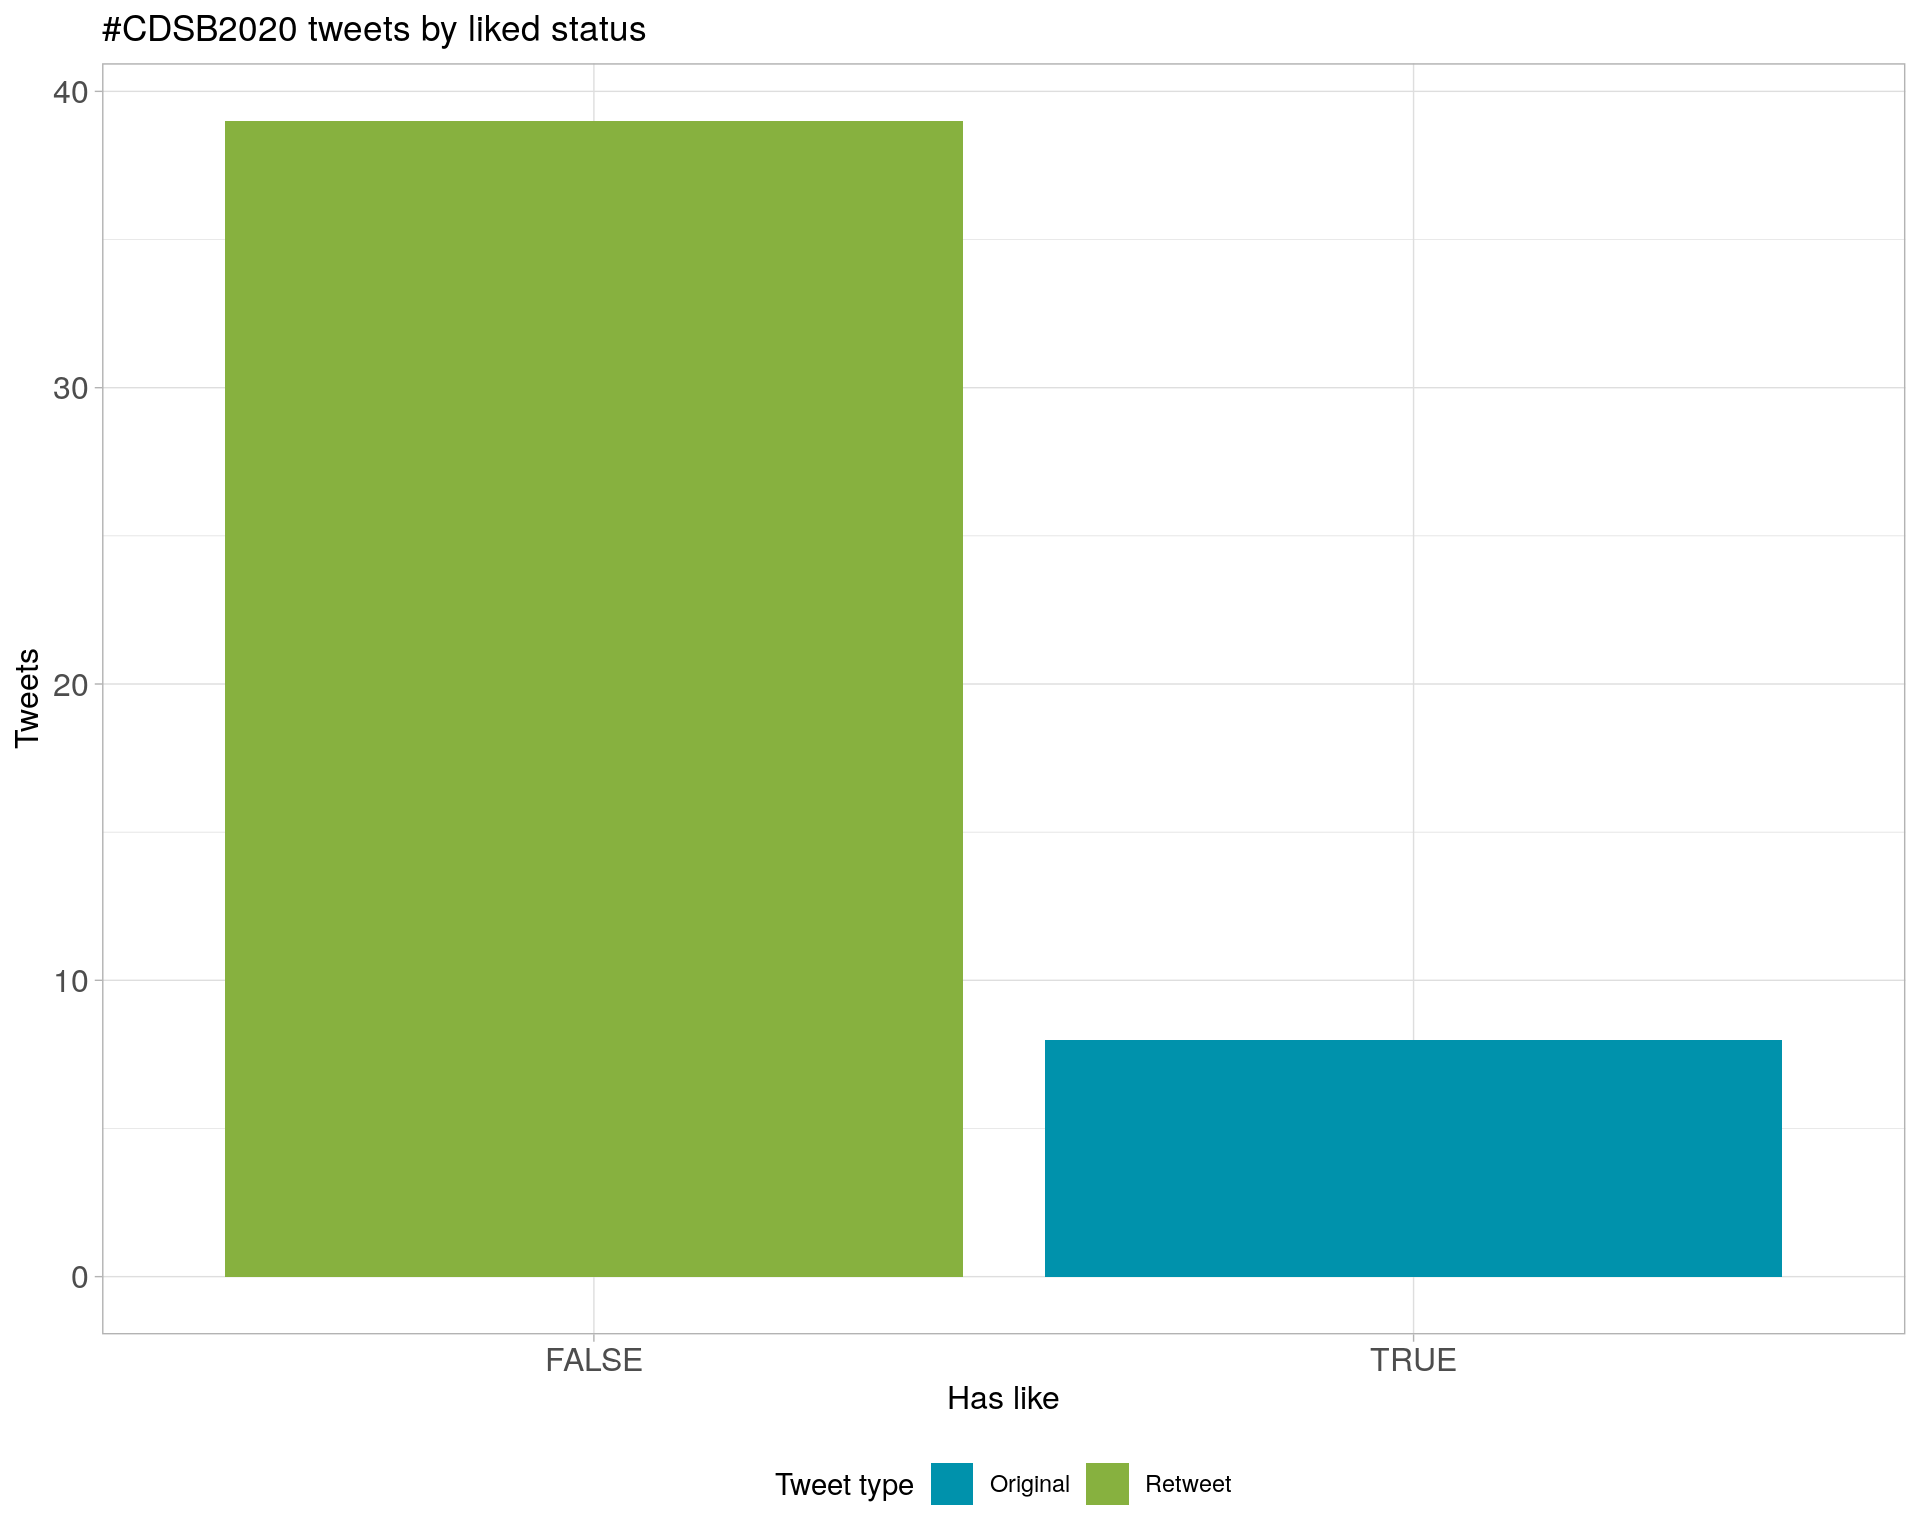 #CDSB2020 tweets by liked status
40
30
20
10
0
Tweets
FALSE
TRUE
Has like
Tweet type
Original
Retweet